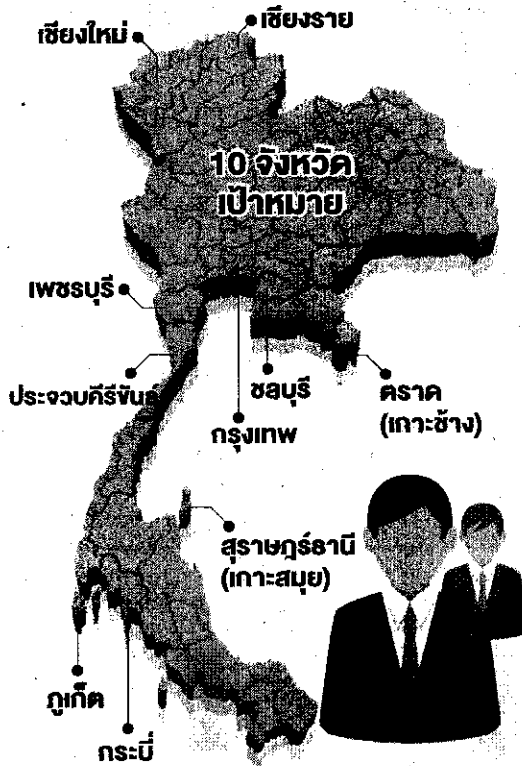 เชียงราย
เชียงใหม่
10 จังหวัด
เป้าหมาย
เพชรบุรี
ประจวบคีรีขันธ์
ชลบุรี
ตราด
(เกาะช้าง)
กรุงเทพ
สุราษฎร์ธานี
(เกาะสมุย)
ภูเก็ต
กระบี่